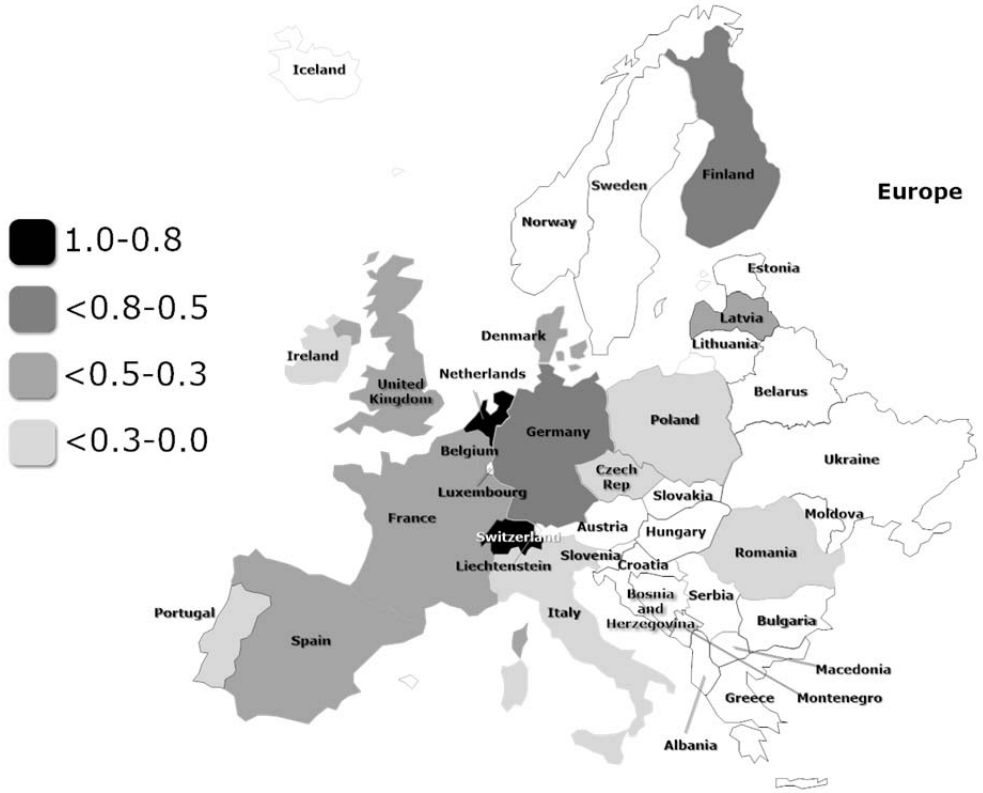 Iceland
Europe
Finland
Sweden
Norway
1.0-0.8
<0.8-0.5
<0.5-0.3
<0.3-0.0
Estonia
Latvia
Lithuania
Denmark
Ireland
Netherlands
United
Kingdom
Belarus
Poland
Germany
Belgium
Ukraine
Czech
Rep
Luxembourg
Slovakia
France
Moldova
Austria
Hungary
Switzerland
Romania
Slovenia
Liechtenstein
Croatia
Bosnia
and
Herzegovina
Serbia
Portugal
Italy
Bulgaria
Spain
Macedonia
Greece
Montenegro
Albania